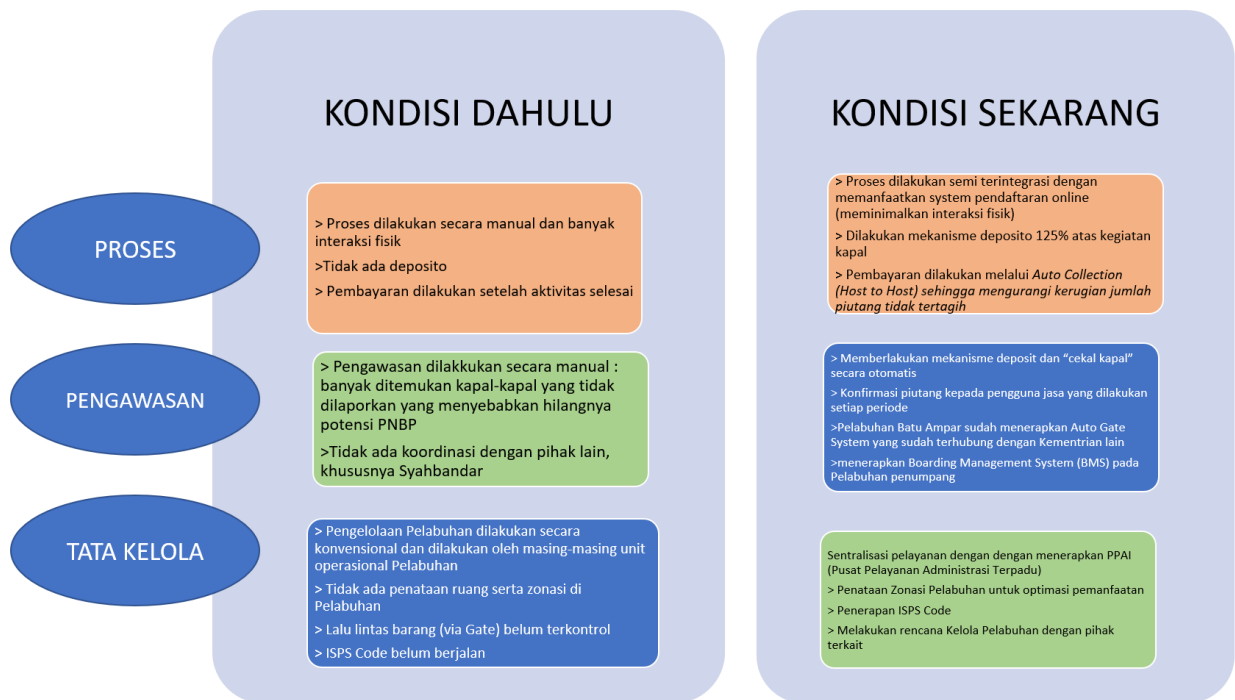 KONDISI DAHULU
KONDISI SEKARANG
PROSES
> Proses dilakukan secara manual dan banyak
interaksi fisik
>Tidak ada deposito
> Pembayaran dilakukan setelah aktivitas selesai
> Proses dilakukan semi terintegrasi dengan
memanfaatkan system pendaftaran online
(meminimalkan interaksi fisik)
> Dilakukan mekanisme deposito 125% atas kegiatan
kapal
> Pembayaran dilakukan melalui Auto Collection
(Host to Host) sehingga mengurangi kerugian jumlah
piutang tidak tertagih
PENGAWASAN
> Pengawasan dilakkukan secara manual :
banyak ditemukan kapal-kapal yang tidak
dilaporkan yang menyebabkan hilangnya
potensi PNBP
>Tidak ada koordinasi dengan pihak lain,
khususnya Syahbandar
> Memberlakukan mekanisme deposit dan “cekal kapal”
secara otomatis
> Konfirmasi piutang kepada pengguna jasa yang dilakukan
setiap periode
>Pelabuhan Batu Ampar sudah menerapkan Auto Gate
System yang sudah terhubung dengan Kementrian lain
>menerapkan Boarding Management System (BMS) pada
Pelabuhan penumpang
TATA KELOLA
> Pengelolaan Pelabuhan dilakukan secara
konvensional dan dilakukan oleh masing-masing unit
operasional Pelabuhan
> Tidak ada penataan ruang serta zonasi di
Pelabuhan
> Lalu lintas barang (via Gate) belum terkontrol
> ISPS Code belum berjalan
Sentralisasi pelayanan dengan dengan menerapkan PPAI
(Pusat Pelayanan Administrasi Terpadu)
> Penataan Zonasi Pelabuhan untuk optimasi pemanfaatan
> Penerapan ISPS Code
> Melakukan rencana Kelola Pelabuhan dengan pihak
terkait